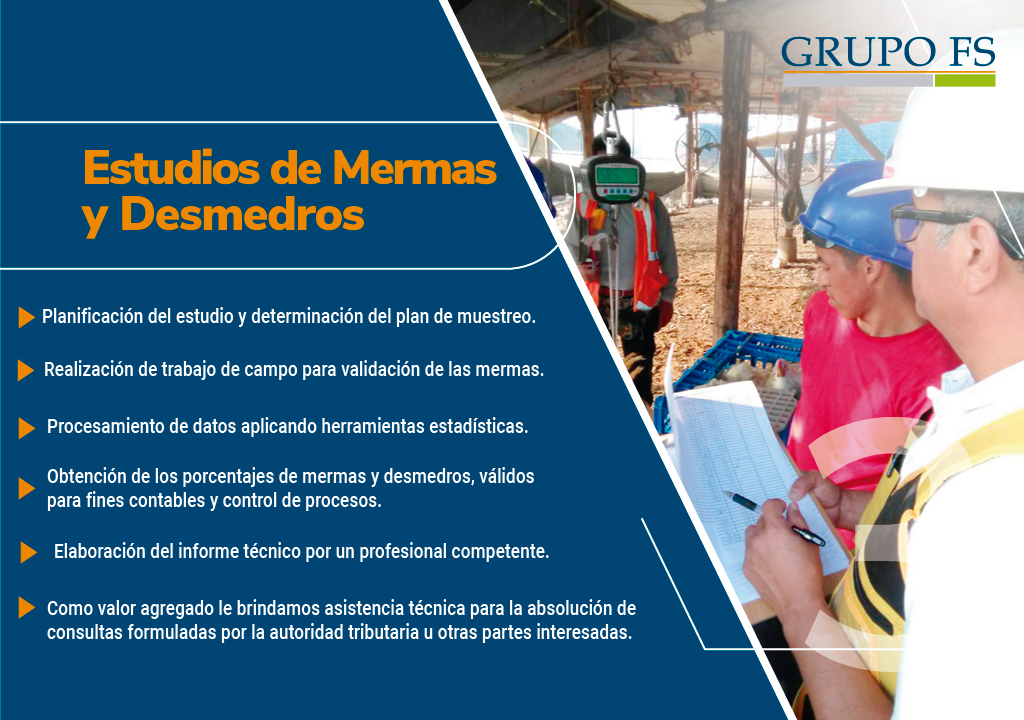 GRUPO FS
Estudios de Mermas
y Desmedros
Planificación del estudio y determinación del plan de muestreo.
Realización de trabajo de campo para validación de las mermas.
Procesamiento de datos aplicando herramientas estadísticas.
Obtención de los porcentajes de mermas y desmedros, válidos
para fines contables y control de procesos.
Elaboración del informe técnico por un profesional competente.
Como valor agregado le brindamos asistencia técnica para la absolución de
consultas formuladas por la autoridad tributaria u otras partes interesadas.